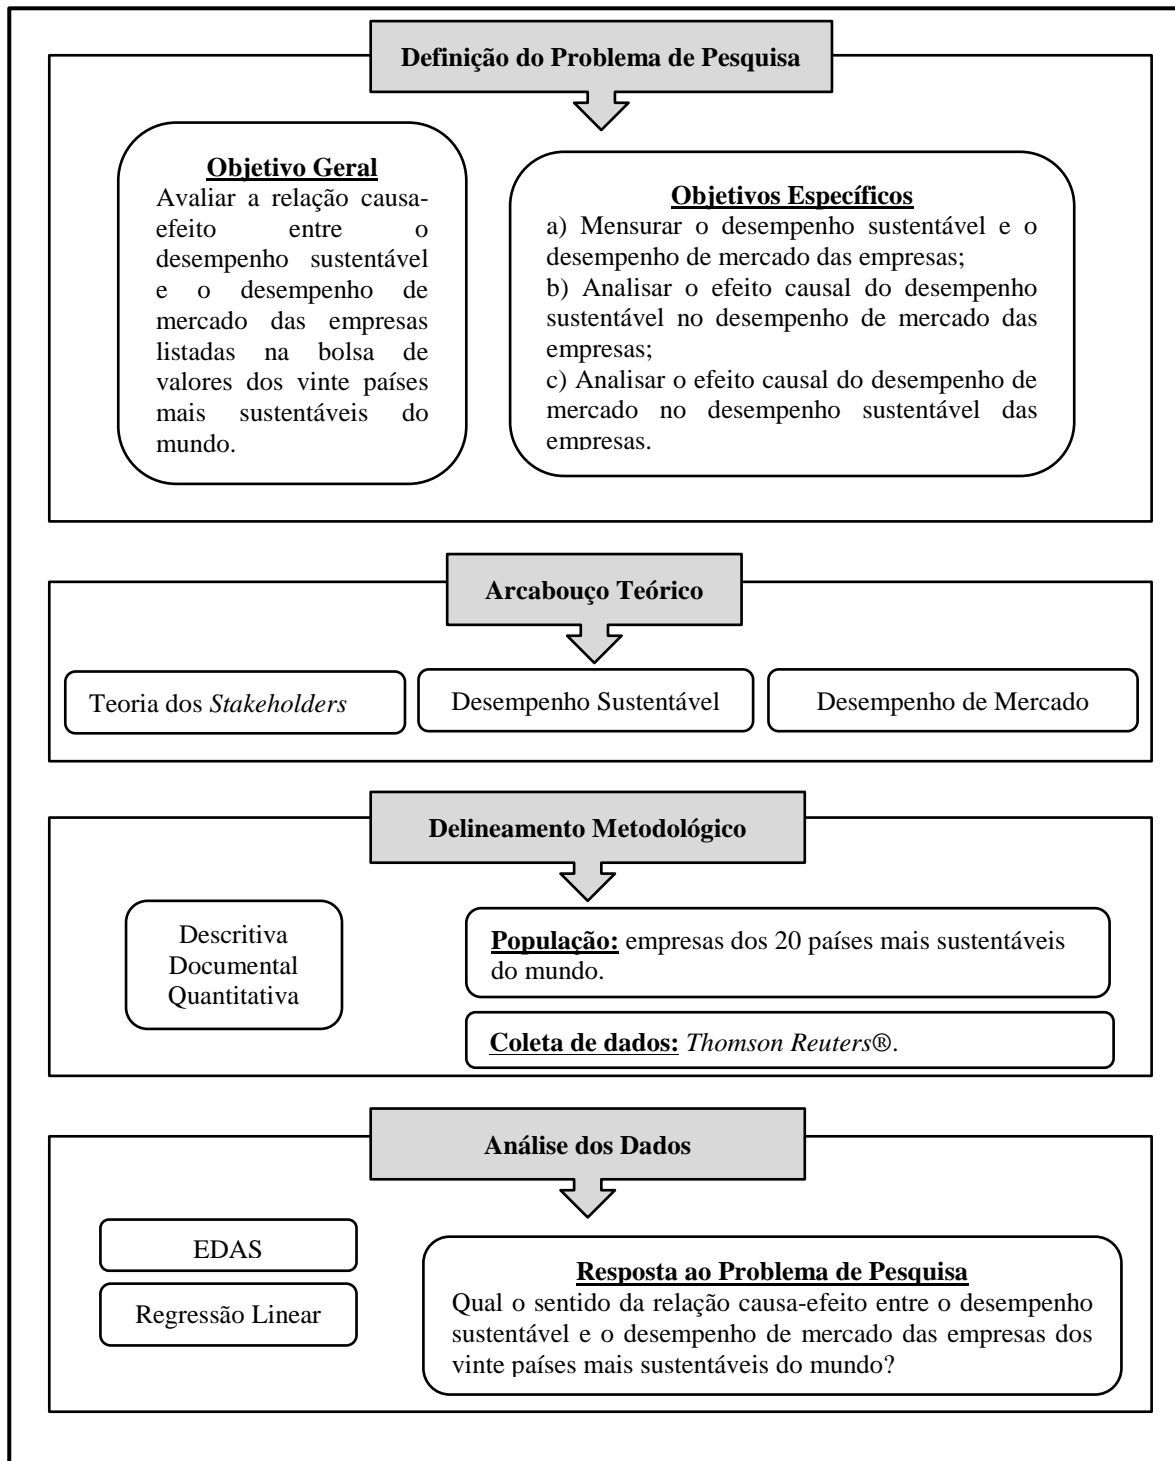 Definição do Problema de Pesquisa
Objetivo Geral
Avaliar a relação causa-
efeito entre o
desempenho sustentável
e o desempenho de
mercado das empresas
listadas na bolsa de
valores dos vinte países
mais sustentáveis do
mundo.
Objetivos Específicos
a) Mensurar o desempenho sustentável e o
desempenho de mercado das empresas;
b) Analisar o efeito causal do desempenho
sustentável no desempenho de mercado das
empresas;
c) Analisar o efeito causal do desempenho de
mercado no desempenho sustentável das
empresas.
Arcabouço Teórico
Teoria dos Stakeholders
Desempenho Sustentável
Desempenho de Mercado
Delineamento Metodológico
Descritiva
Documental
Quantitativa
População: empresas dos 20 países mais sustentáveis
do mundo.
Coleta de dados: Thomson Reuters®.
Análise dos Dados
EDAS
Regressão Linear
Resposta ao Problema de Pesquisa
Qual o sentido da relação causa-efeito entre o desempenho
sustentável e o desempenho de mercado das empresas dos
vinte países mais sustentáveis do mundo?